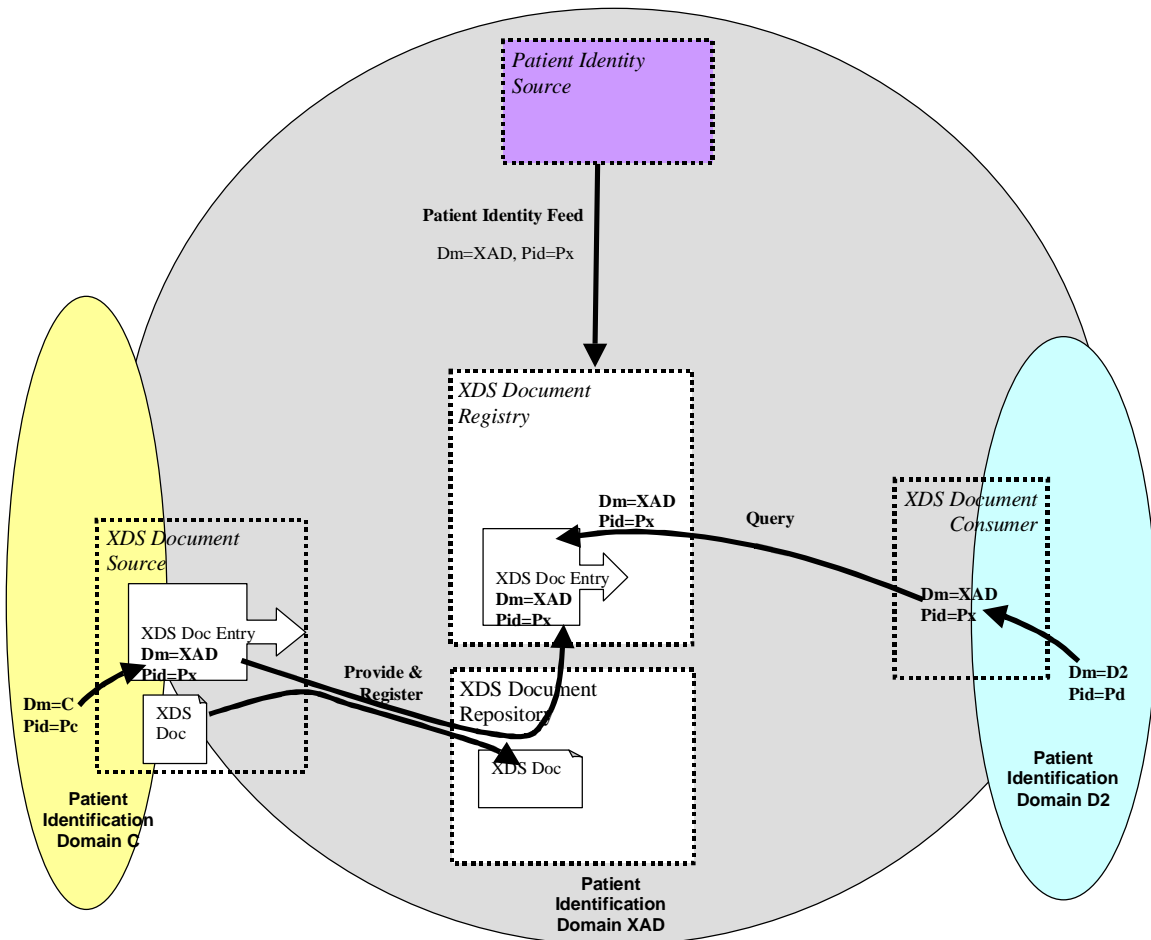 Patient Identity
Source
Patient Identity Feed
Dm=XAD, Pid=Px
XDS Document
Registry
Dm=XAD
Pid=Px
XDS Doc Entry
Dm=XAD
Pid=Px
Query
XDS Document
Consumer
Dm=XAD
Pid=Px
Dm=D2
Pid=Pd
Patient
Identification
Domain D2
XDS Document
Source
XDS Doc Entry
Dm=XAD
Pid=Px
Dm=C
Pid=Pc
XDS
Doc
Patient
Identification
Domain C
Provide &
Register
XDS Document
Repository
XDS Doc
Patient
Identification
Domain XAD